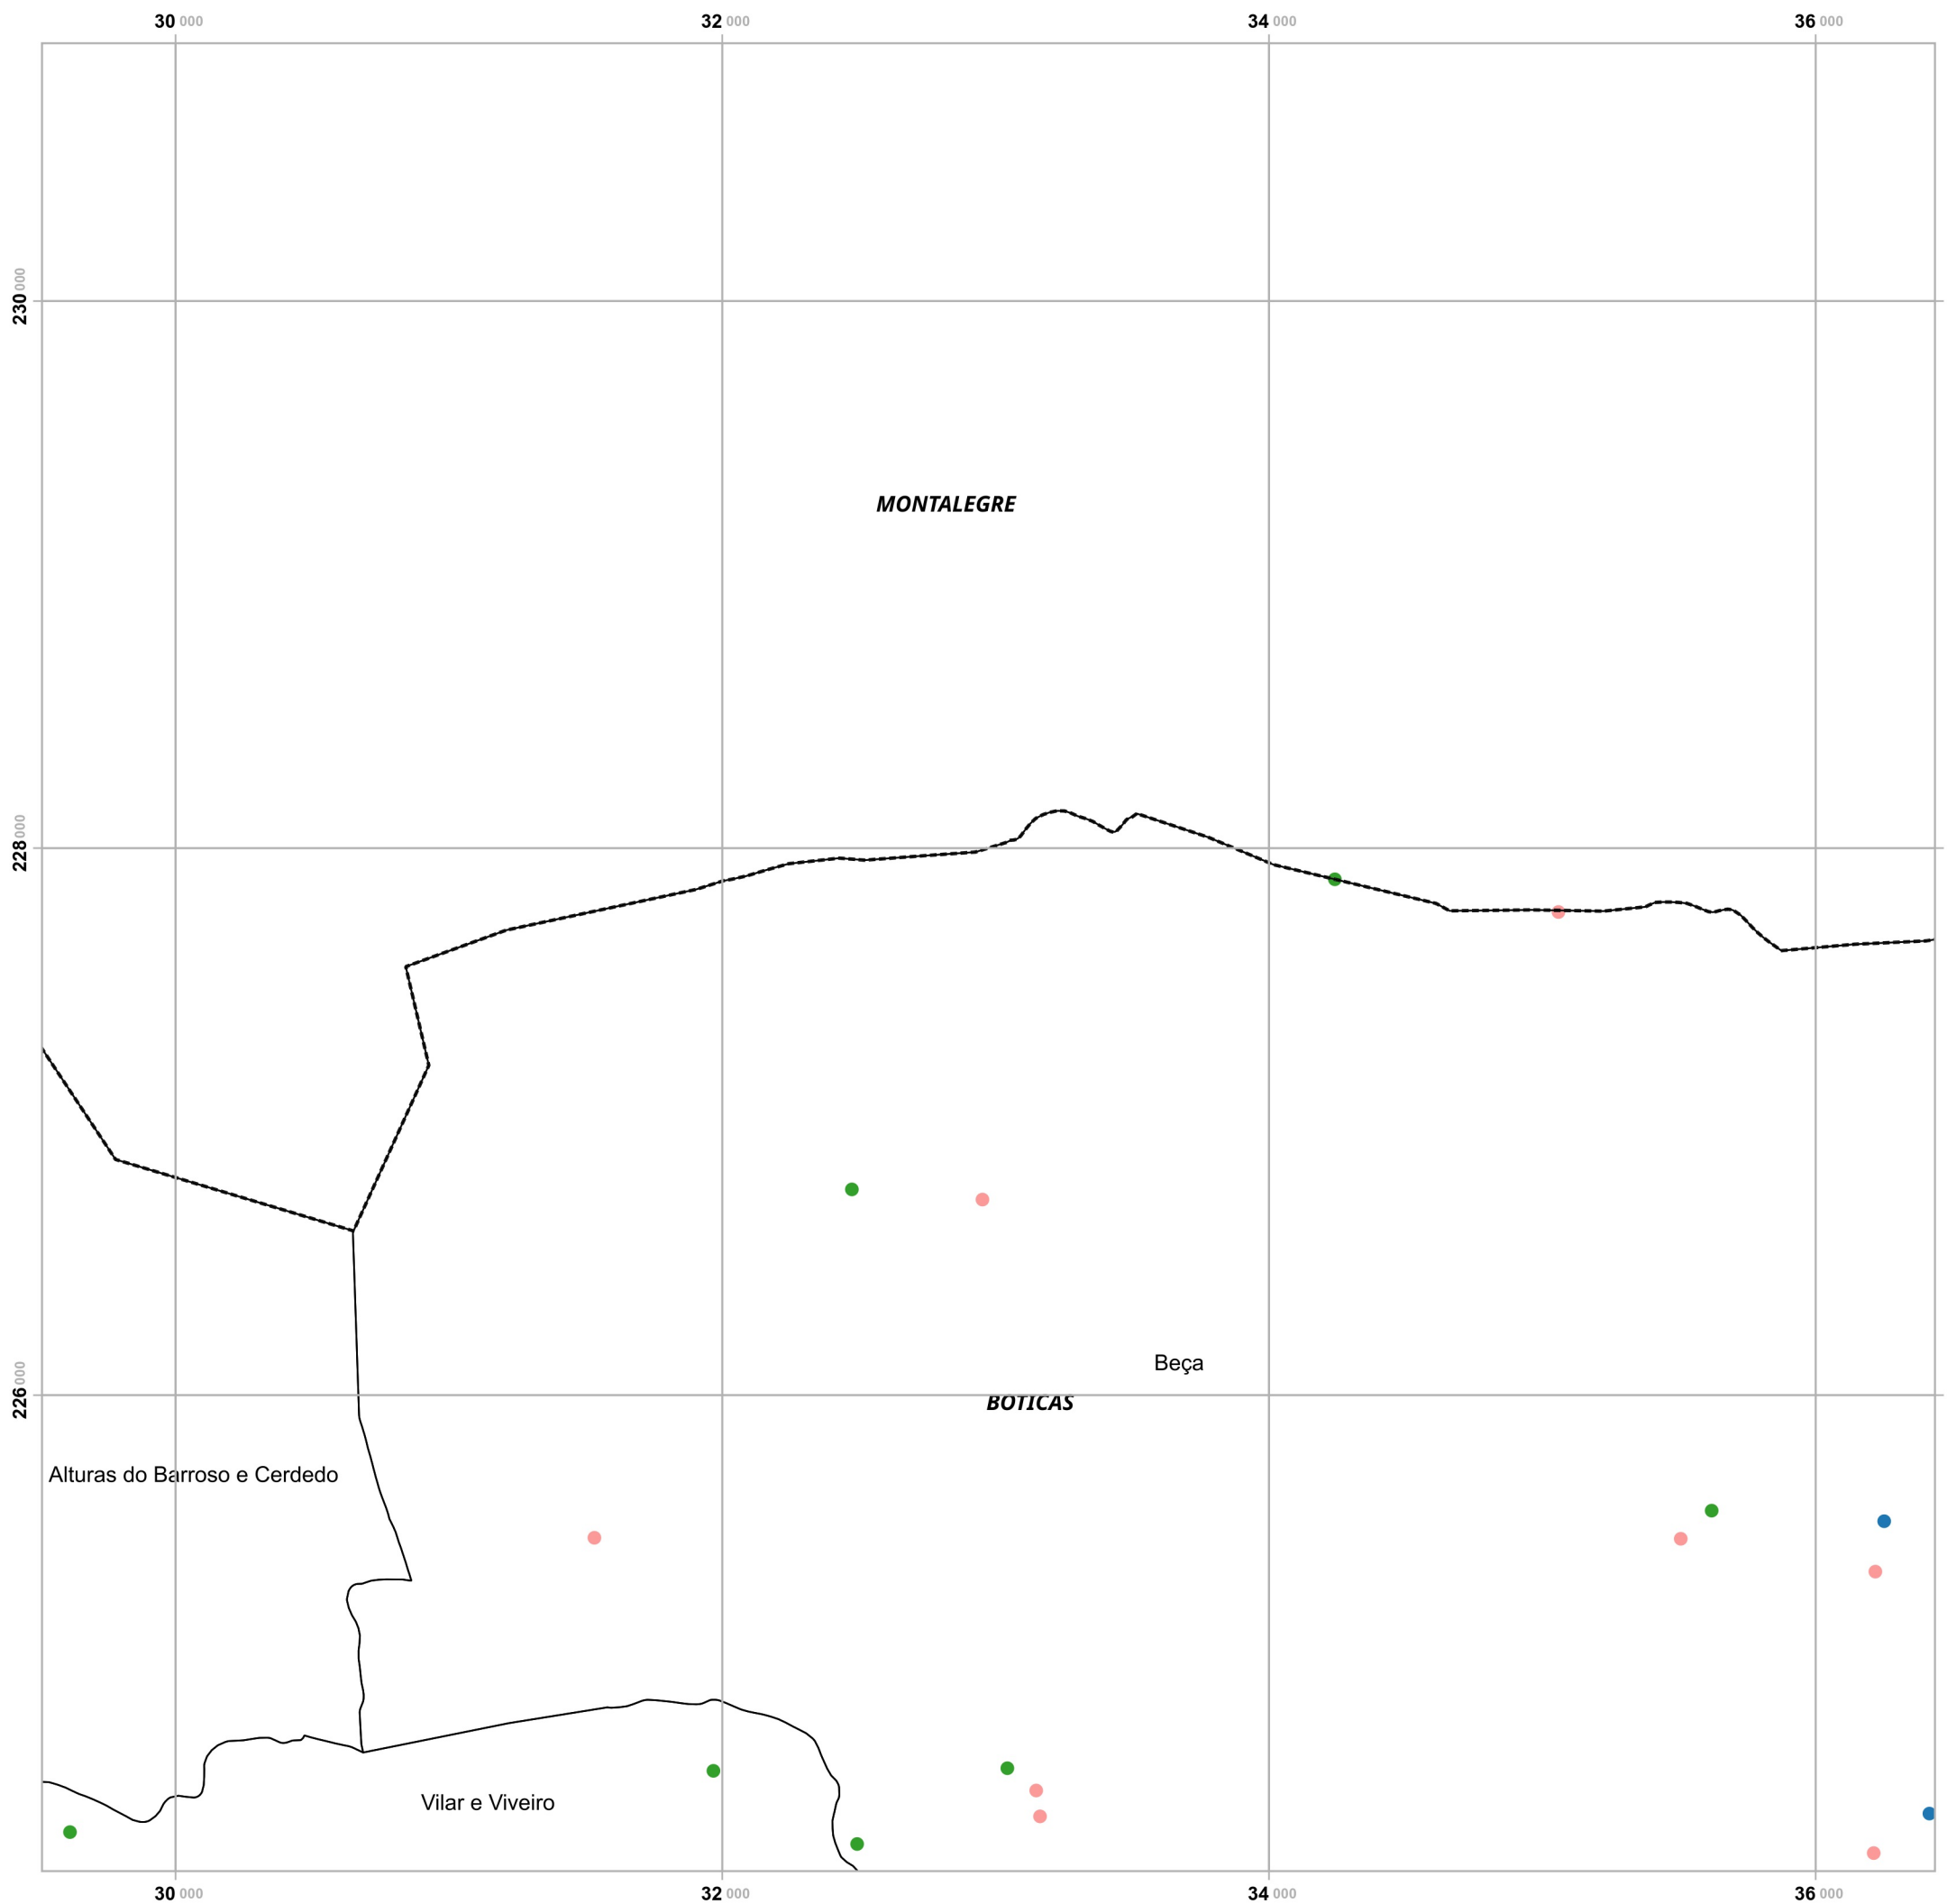 30 000 32 000 34 000 36 000
230 000
MONTALEGRE
228 000
Beça
226 000
BOTICAS
Alturas do Barroso e Cerdedo
Vilar e Viveiro
30 000 32 000 34 000 36 000